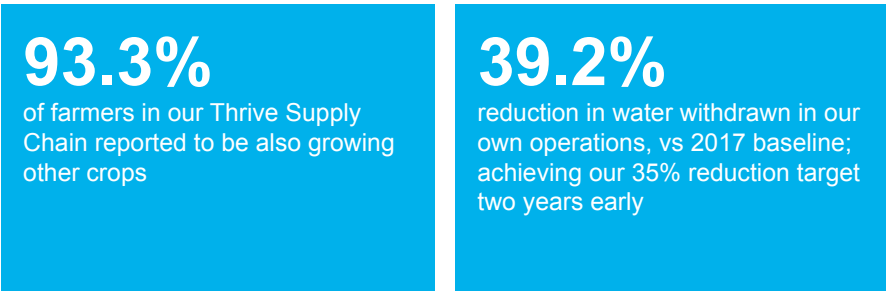 93.3%
of farmers in our Thrive Supply
Chain reported to be also growing
other crops
39.2%
reduction in water withdrawn in our
own operations, vs 2017 baseline;
achieving our 35% reduction target
two years early